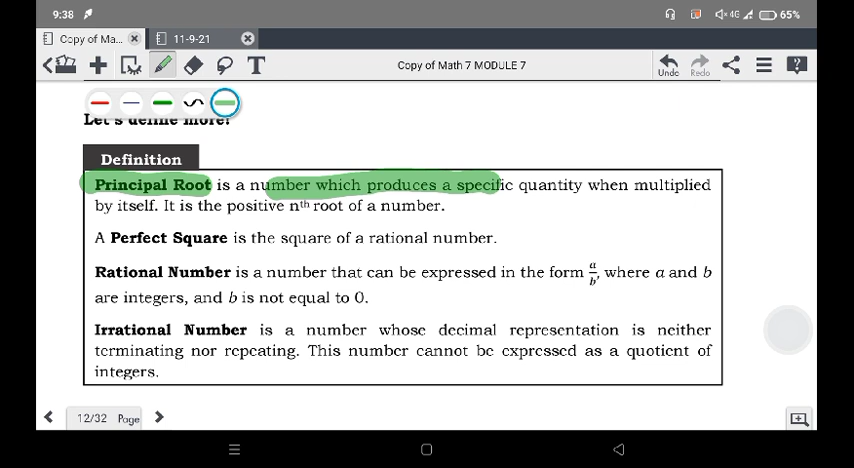 9:38
4G
65%
Copy of Ma...
11-9-21
T
Copy of Math 7 MODULE 7
Undo
Redo
Let's define more!
Definition
Principal Root is a number which produces a specific quantity when multiplied
by itself. It is the positive nth root of a number.
A Perfect Square is the square of a rational number.
Rational Number is a number that can be expressed in the form a/b, where a and b
are integers, and b is not equal to 0.
Irrational Number is a number whose decimal representation is neither
terminating nor repeating. This number cannot be expressed as a quotient of
integers.
12/32 Page